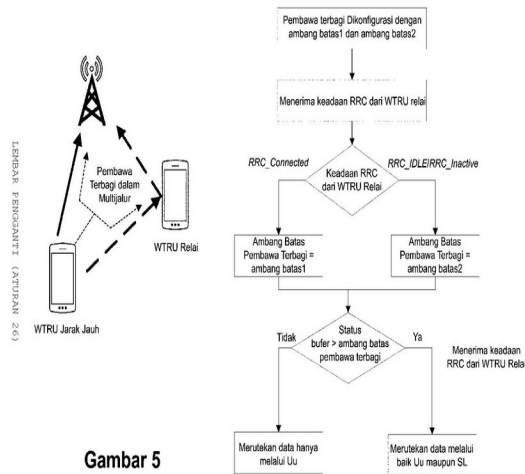 LEMBAR PENGGANTI (ATURAN 26)
Pembawa
Terbagi dalam
Multijalur
WTRU Relai
WTRU Jarak Jauh
Gambar 5
Pembawa terbagi Dikonfigurasi dengan
ambang batas1 dan ambang batas2
Menerima keadaan RRC dari WTRU relai
RRC_Connected
Keadaan RRC
dari WTRU Relai
RRC_IDLE/RRC_Inactive
Ambang Batas
Pembawa Terbagi =
ambang batas1
Ambang Batas
Pembawa Terbagi =
ambang batas2
Tidak
Status
bufer > ambang batas
pembawa terbagi
Ya
Menerima keadaan
RRC dari WTRU Relai
Merutekan data hanya
melalui Uu
Merutekan data melalui
baik Uu maupun SL